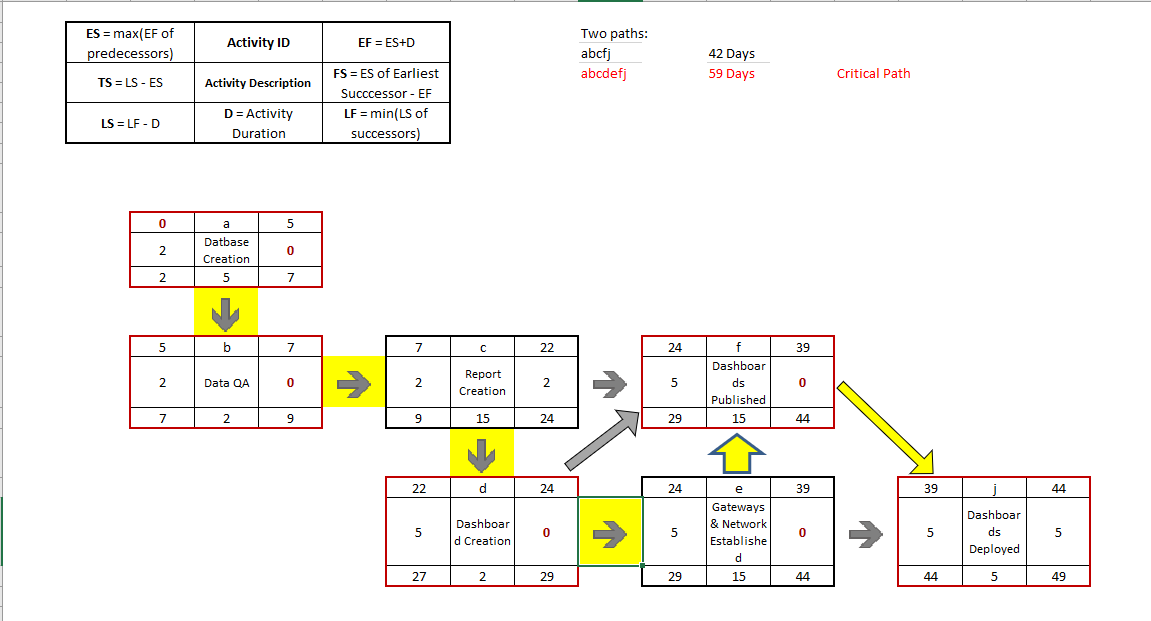 ES = max(EF of
predecessors)
Activity ID
EF = ES+D
TS = LS - ES
Activity Description
FS = ES of Earliest
Succcessor - EF
LS = LF - D
D = Activity
Duration
LF = min(LS of
successors)
Two paths:
abcfj 42 Days
abcdefj 59 Days Critical Path
0 a 5
2
Datbase
Creation
0
2 5 7
5 b 7
2 Data QA 0
7 2 9
7 c 22
2
Report
Creation
2
9 15 24
24 f 39
5
Dashboar
ds
Published
0
29 15 44
22 d 24
5
Dashboar
d Creation
0
27 2 29
24 e 39
5
Gateways
& Network
Establishe
d
0
29 15 44
39 j 44
5
Dashboar
ds
Deployed
5
44 5 49